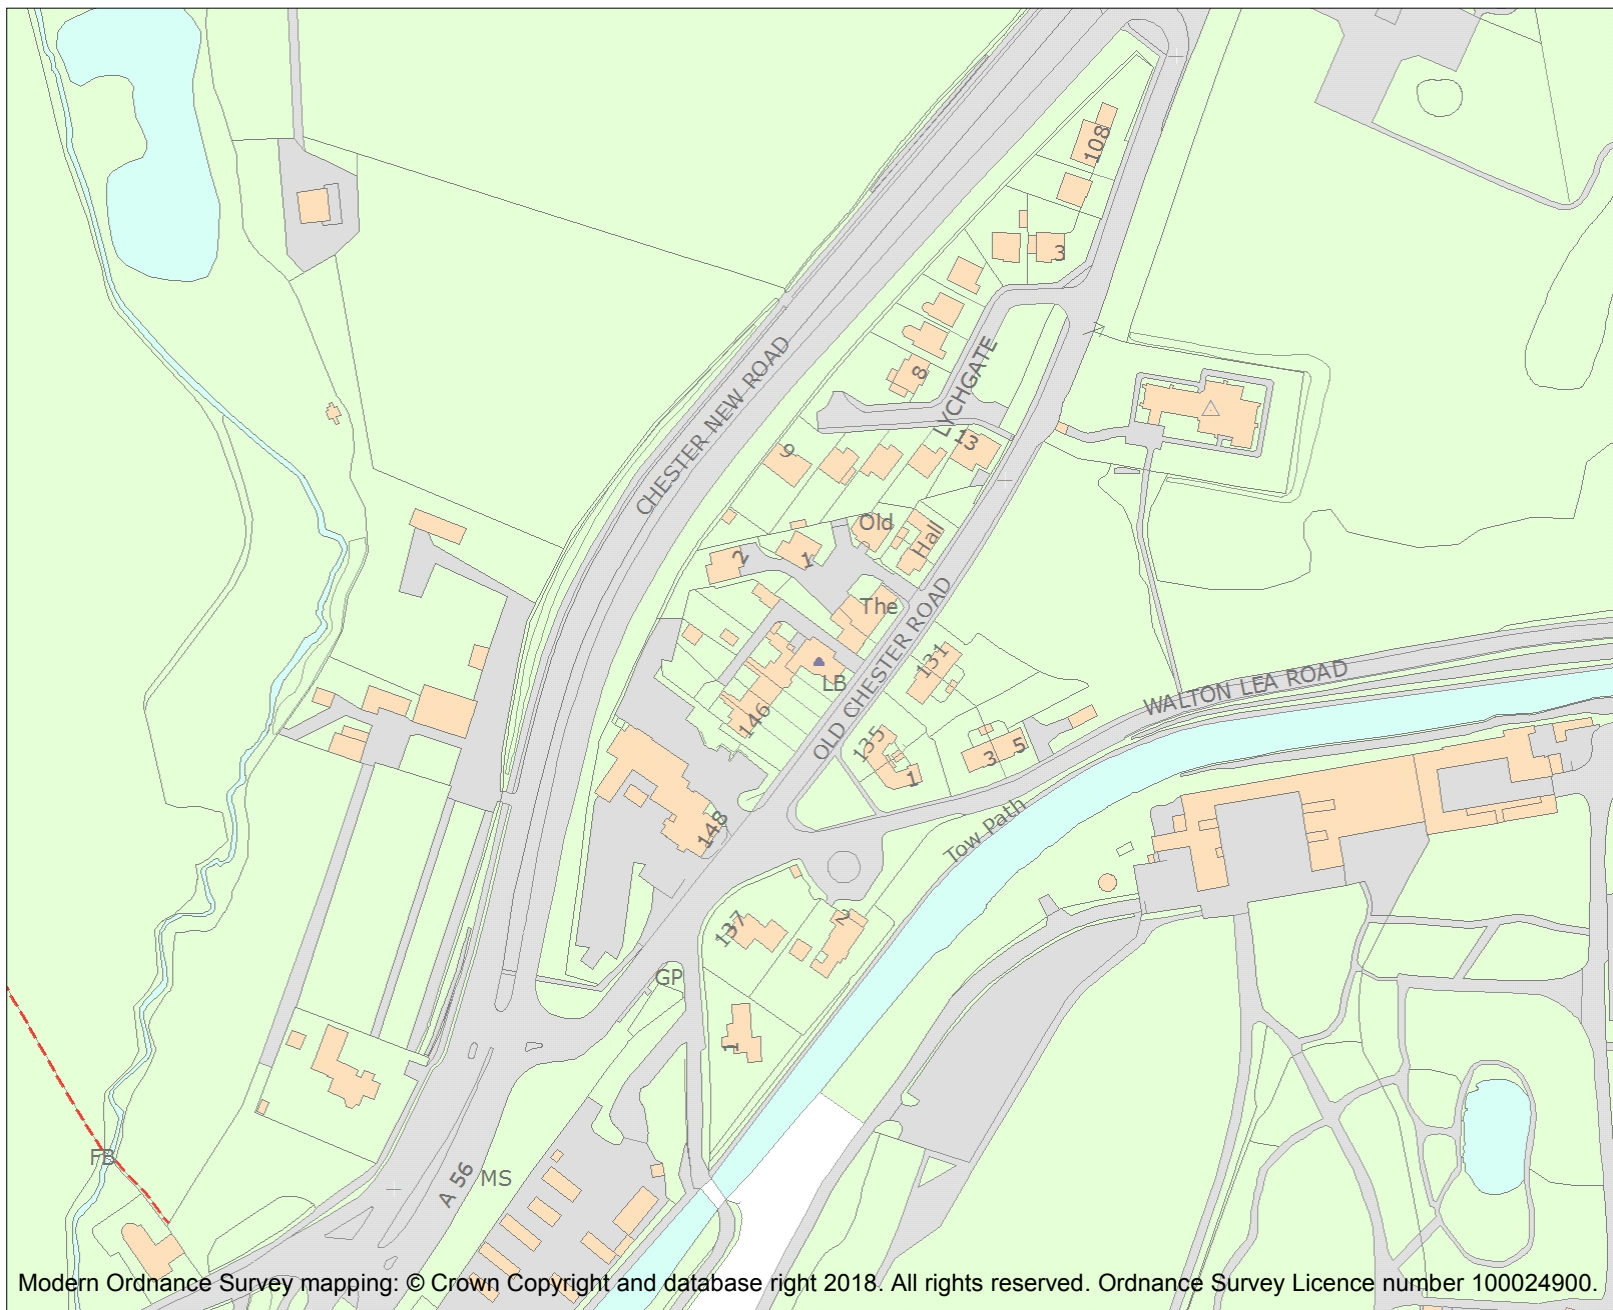 108
3
CHESTER NEW ROAD
LYCHGATE
8
13
9
Old
Hall
2
1
The
OLD CHESTER ROAD
131
LB
WALTON LEA ROAD
146
135
3
5
1
148
Tow Path
137
2
GP
1
FB
A 56
MS
Modern Ordnance Survey mapping: © Crown Copyright and database right 2018. All rights reserved. Ordnance Survey Licence number 100024900.